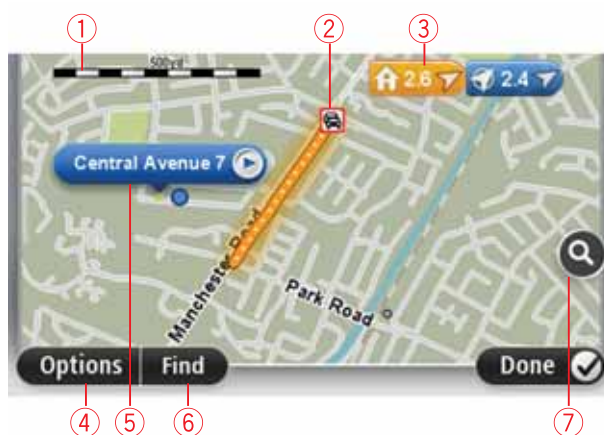 ① ② ③
500yd
2.6 2.4
Central Avenue 7
Manchester Road
Park Road
Options Find Done
④ ⑤ ⑥ ⑦